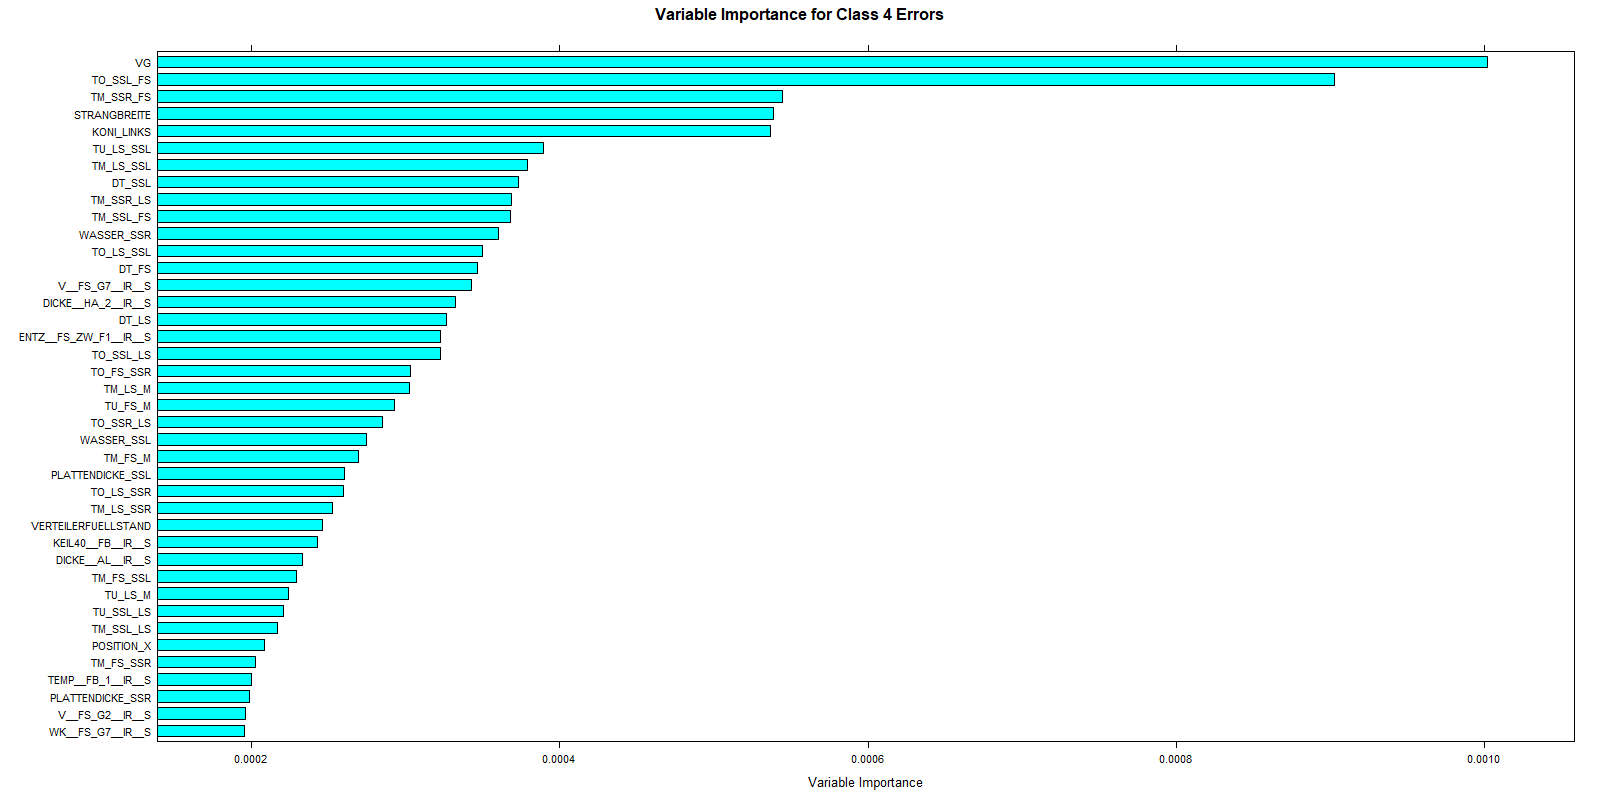 Variable Importance for Class 4 Errors
VG
TO_SSL_FS
TM_SSR_FS
STRANGBREITE
KONI_LINKS
TU_LS_SSL
TM_LS_SSL
DT_SSL
TM_SSR_LS
TM_SSL_FS
WASSER_SSR
TO_LS_SSL
DT_FS
V__FS_G7__IR__S
DICKE__HA_2__IR__S
DT_LS
ENTZ__FS_ZW_F1__IR__S
TO_SSL_LS
TO_FS_SSR
TM_LS_M
TU_FS_M
TO_SSR_LS
WASSER_SSL
TM_FS_M
PLATTENDICKE_SSL
TO_LS_SSR
TM_LS_SSR
VERTEILERFUELLSTAND
KEIL40__FB__IR__S
DICKE__AL__IR__S
TM_FS_SSL
TU_LS_M
TU_SSL_LS
TM_SSL_LS
POSITION_X
TM_FS_SSR
TEMP__FB_1__IR__S
PLATTENDICKE_SSR
V__FS_G2__IR__S
WK__FS_G7__IR__S
0.0002 0.0004 0.0006 0.0008 0.0010
Variable Importance